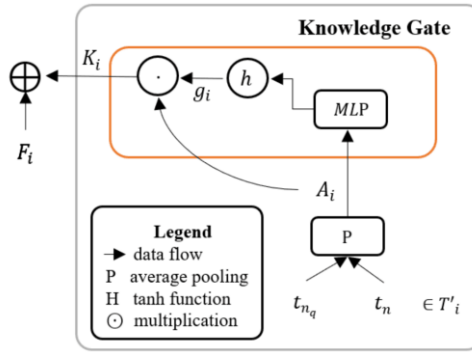 Knowledge Gate
K_i
·
g_i
h
MLP
F_i
A_i
P
t_{n_q} t_n ∈ T'_i
Legend
data flow
P average pooling
H tanh function
⊙ multiplication